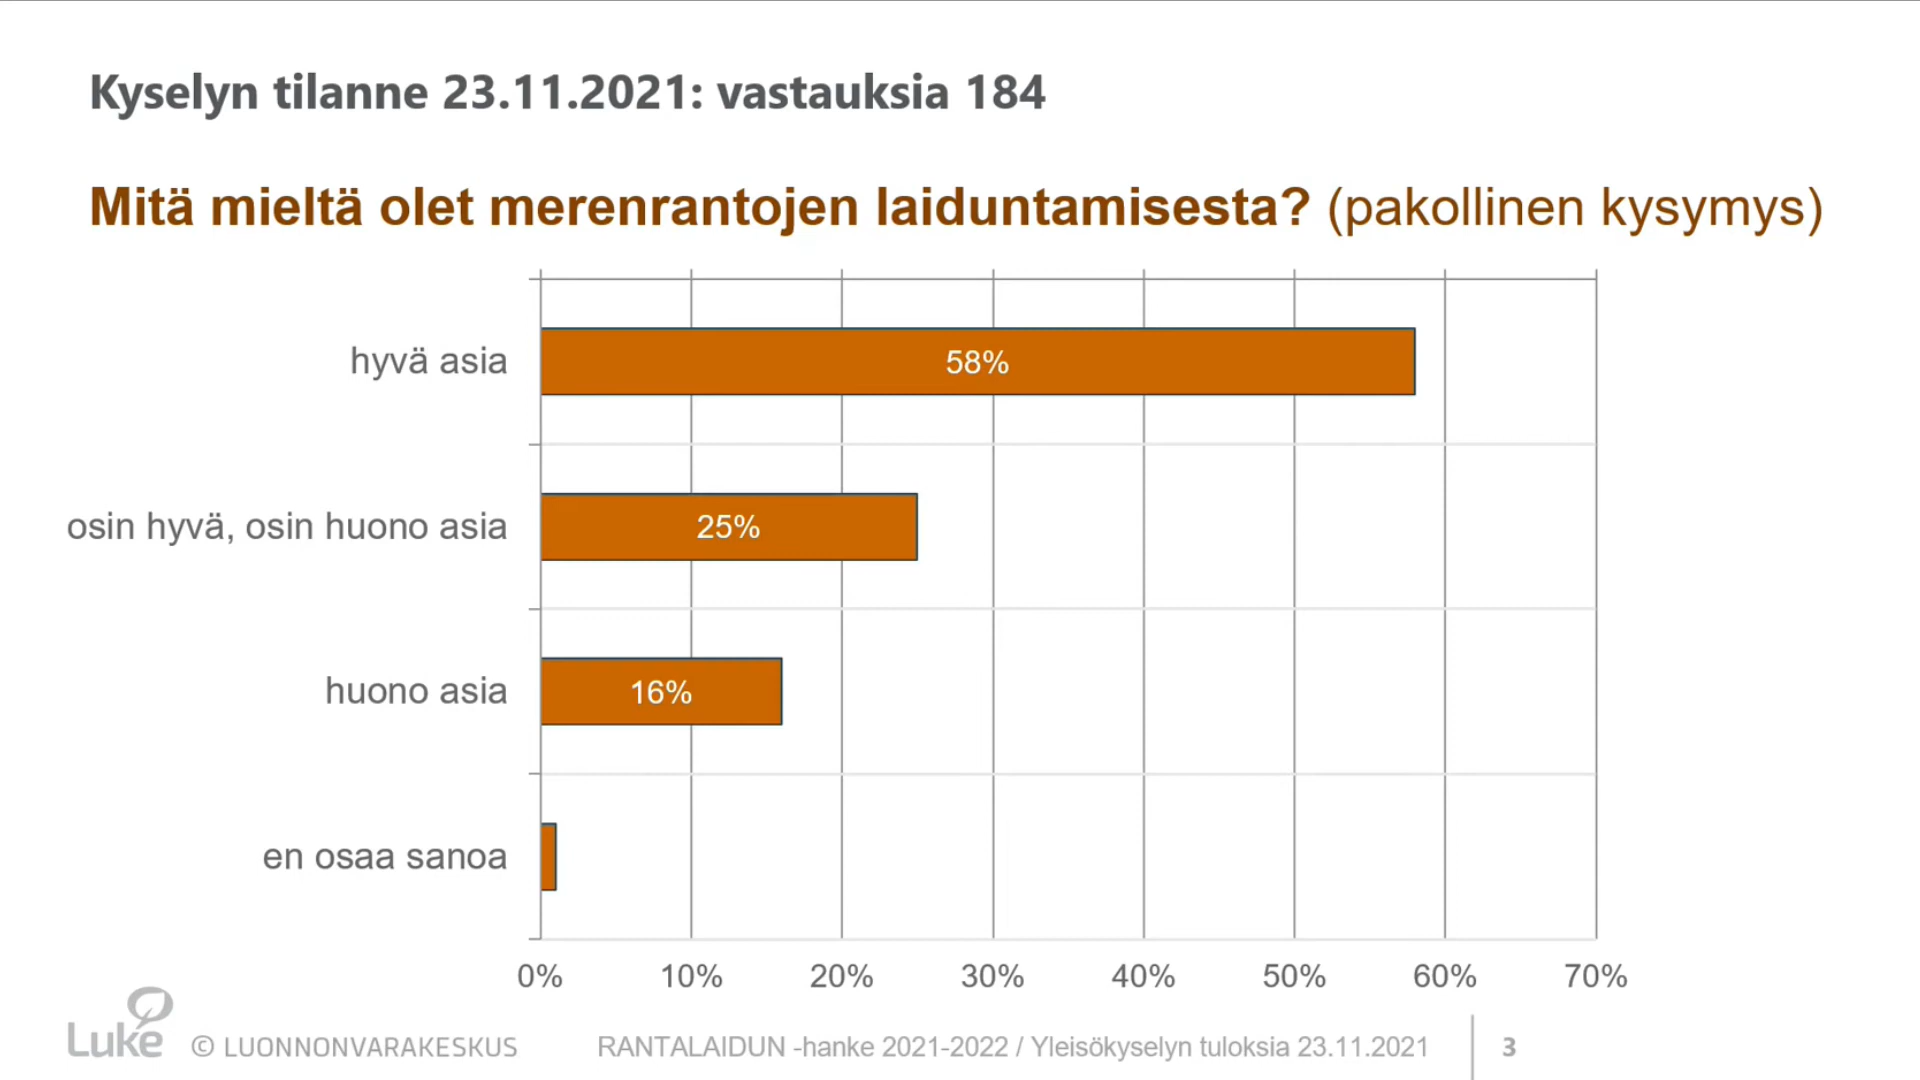 Kyselyn tilanne 23.11.2021: vastauksia 184
Mitä mieltä olet merenrantojen laiduntamisesta? (pakollinen kysymys)
hyvä asia
58%
osin hyvä, osin huono asia
25%
huono asia
16%
en osaa sanoa
0% 10% 20% 30% 40% 50% 60% 70%
Luke © LUONNONVARAKESKUS RANTALAIDUN -hanke 2021-2022 / Yleisökyselyn tuloksia 23.11.2021 3